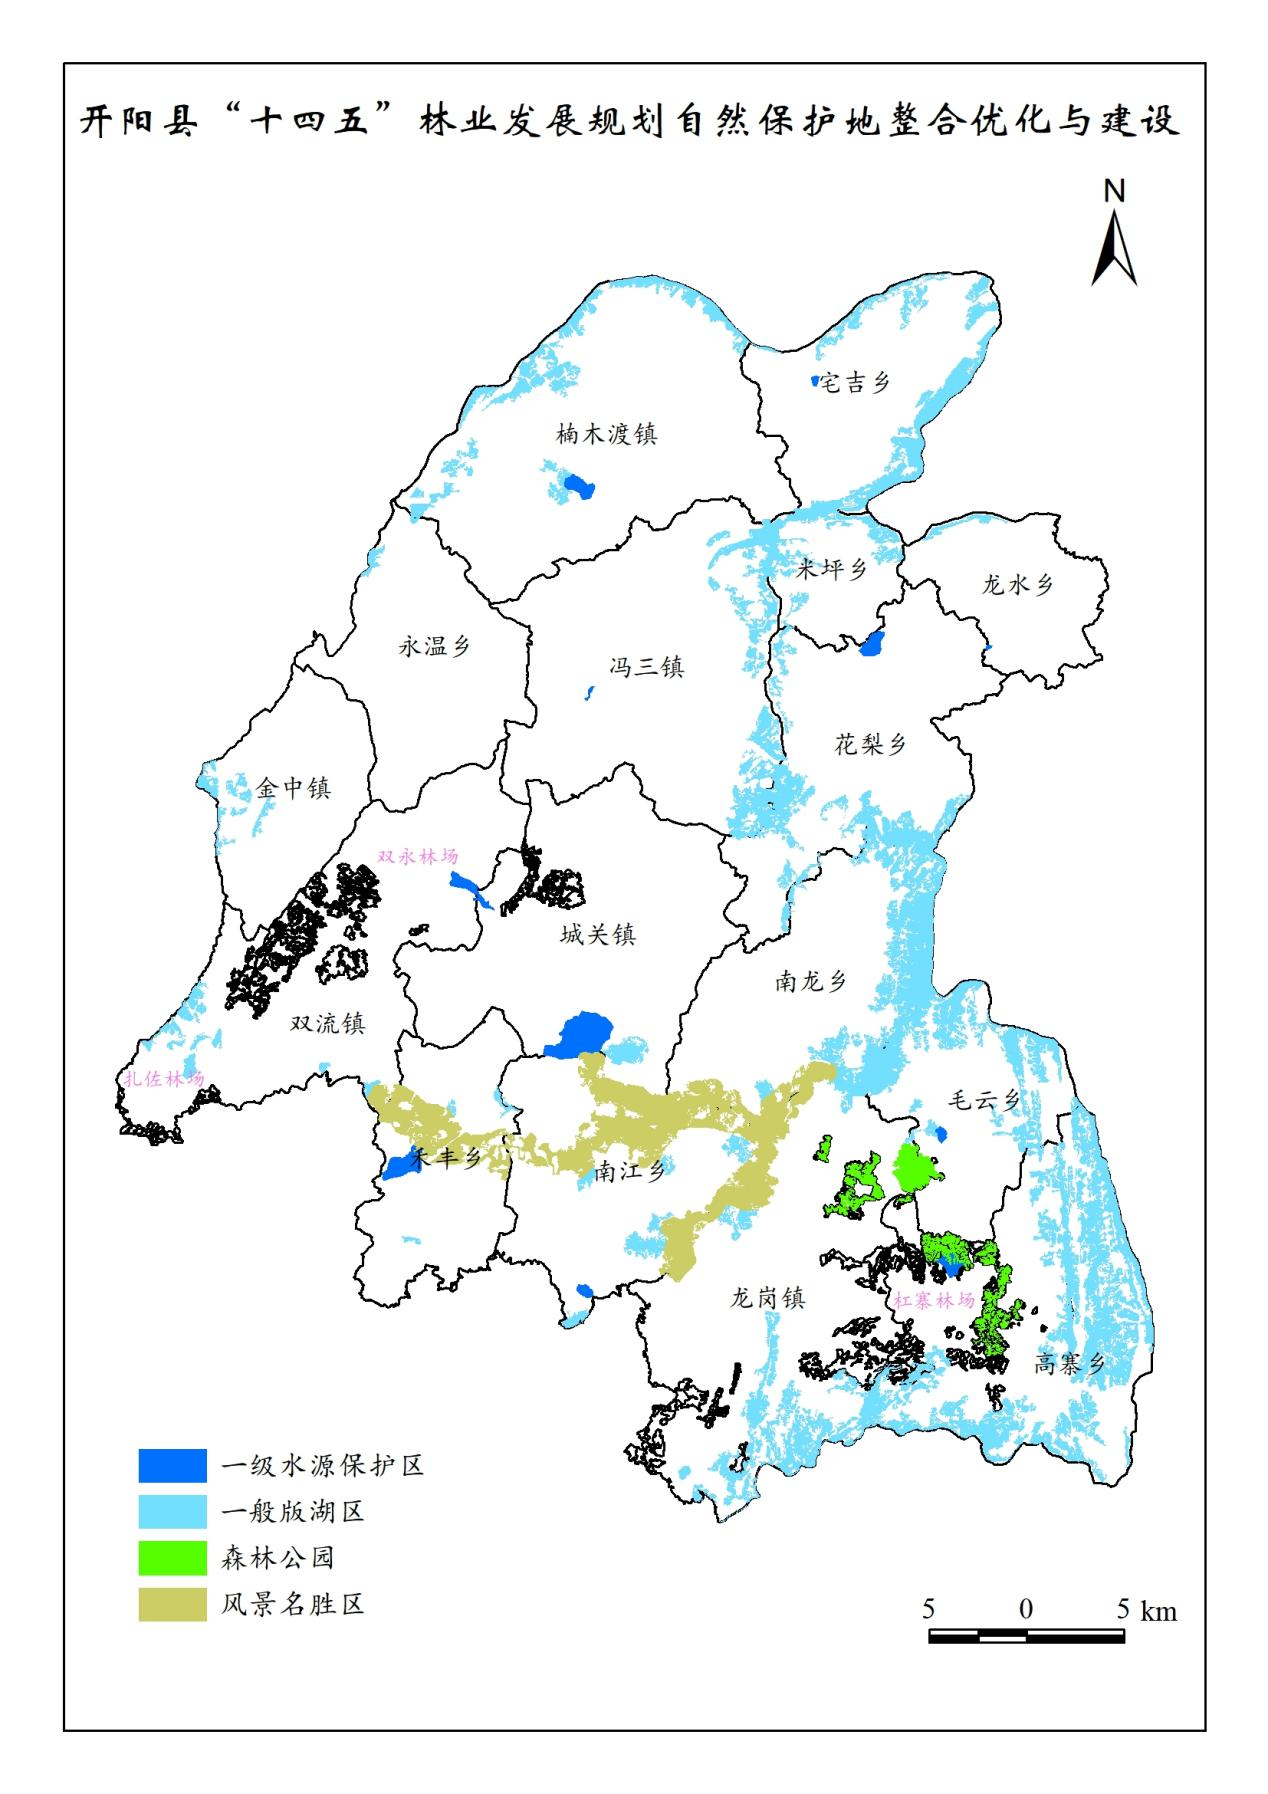 开阳县“十四五”林业发展规划自然保护地整合优化与建设
N
宅吉乡
楠木渡镇
米坪乡
龙水乡
永温乡
冯三镇
花梨乡
金中镇
双永林场
城关镇
南龙乡
双流镇
扎佐林场
毛云乡
禾丰乡
南江乡
龙岗镇
杠寨林场
高寨乡
一级水源保护区
一般版湖区
森林公园
风景名胜区
5 0 5 km